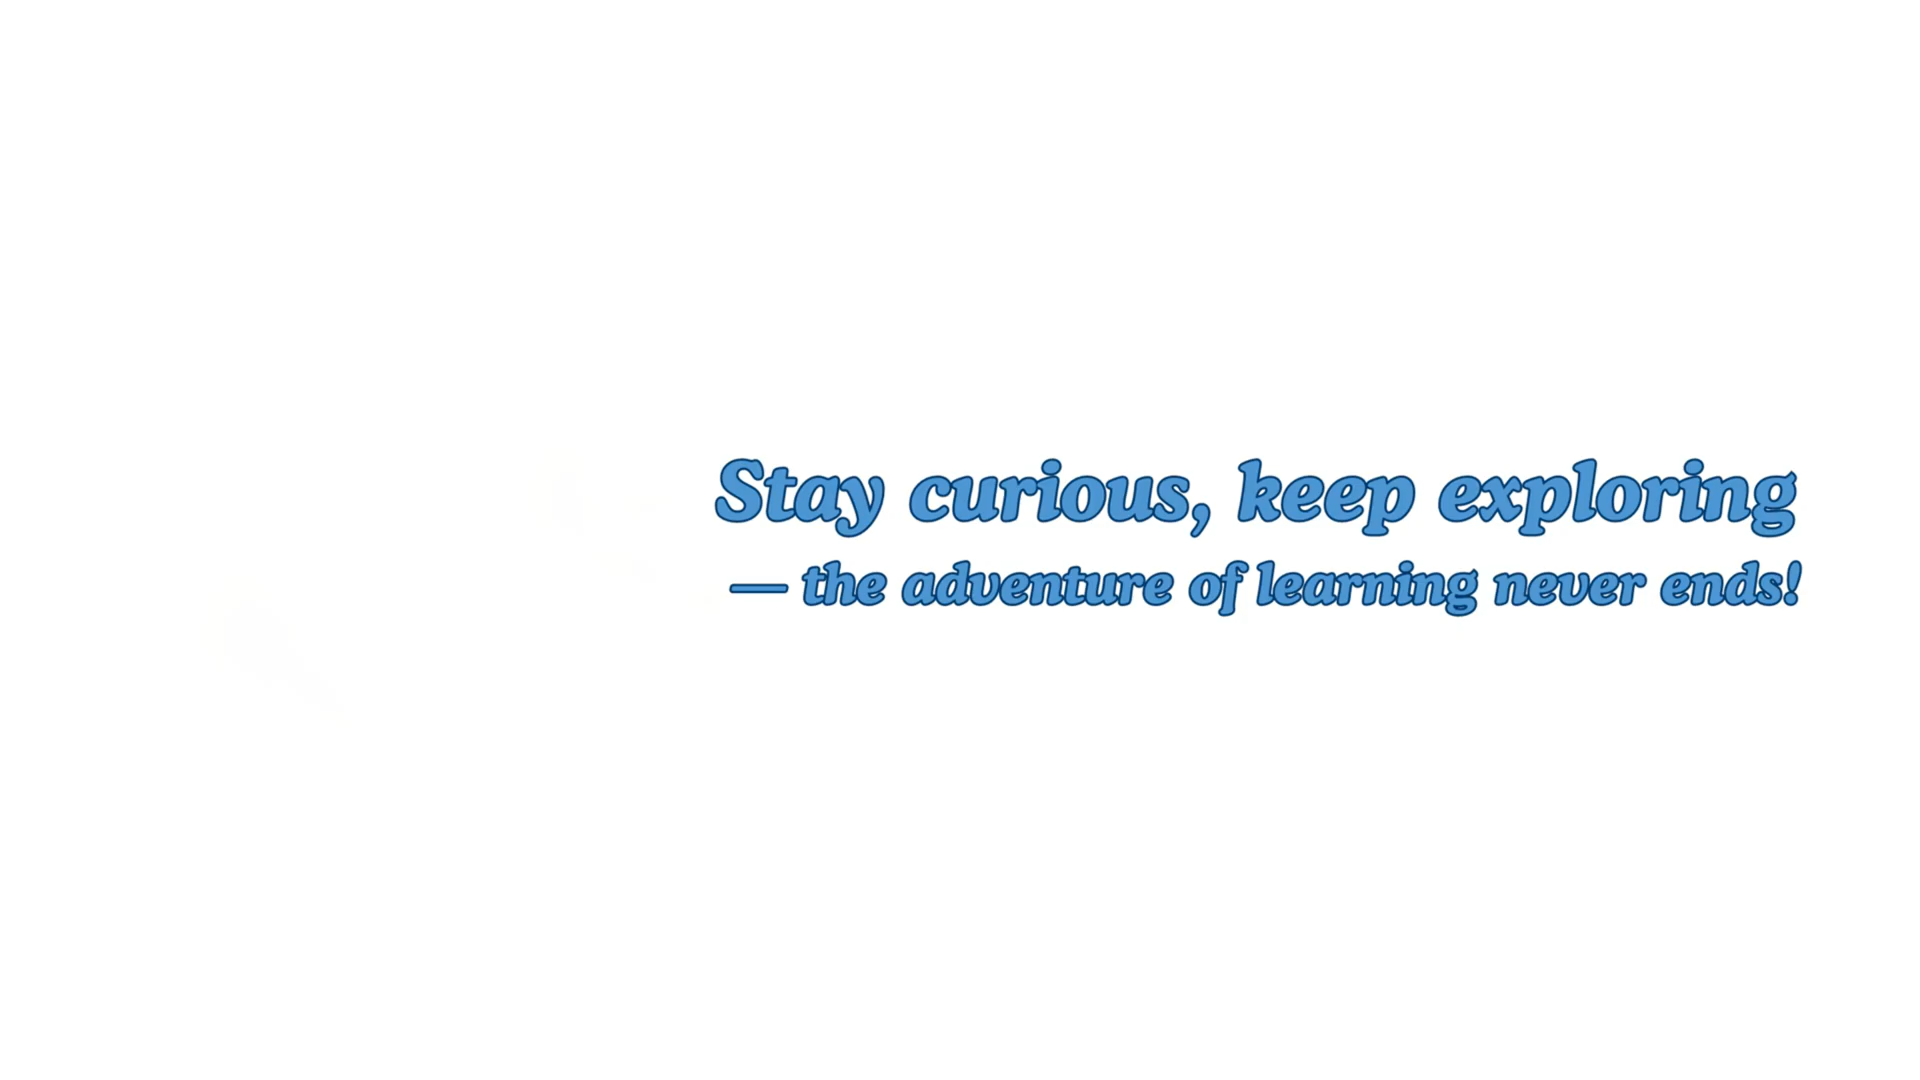 Stay curious, keep exploring
— the adventure of learning never ends!